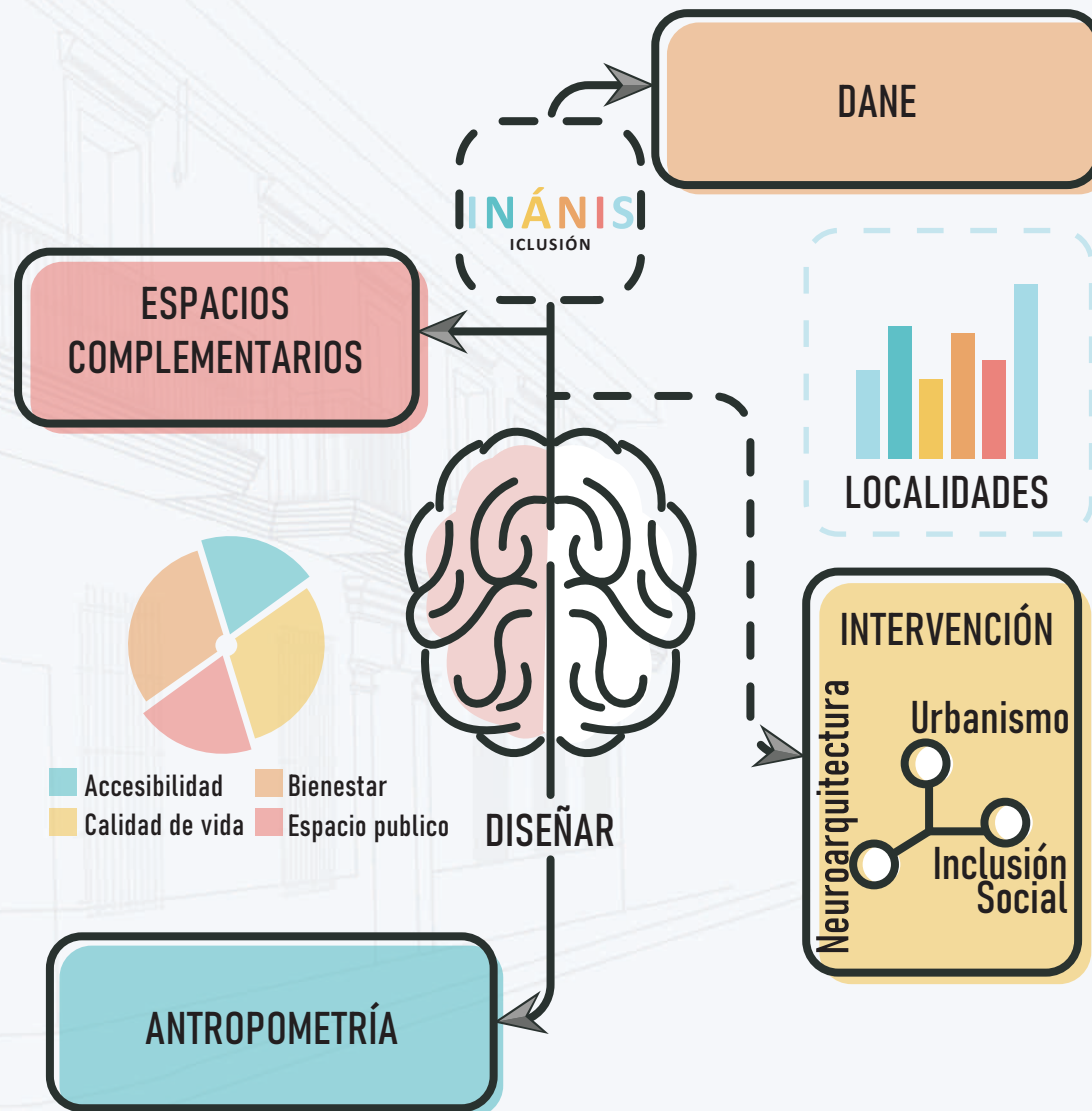 DANE
INÁNIS
ICLUSIÓN
ESPACIOS
COMPLEMENTARIOS
LOCALIDADES
INTERVENCIÓN
Neuroarquitectura
Urbanismo
Inclusión
Social
Accesibilidad
Bienestar
Calidad de vida
Espacio publico
DISEÑAR
ANTROPOMETRÍA